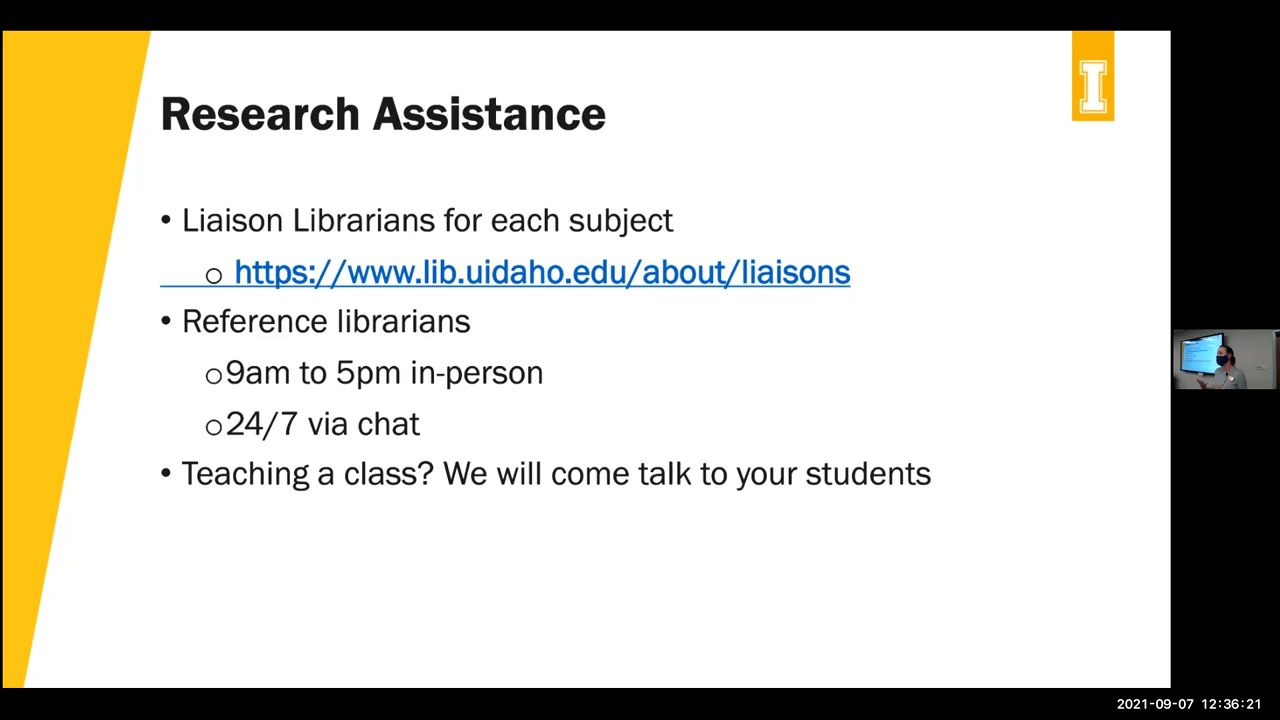 I
Research Assistance
• Liaison Librarians for each subject
o https://www.lib.uidaho.edu/about/liaisons
• Reference librarians
o9am to 5pm in-person
o24/7 via chat
• Teaching a class? We will come talk to your students
2021-09-07 12:36:21